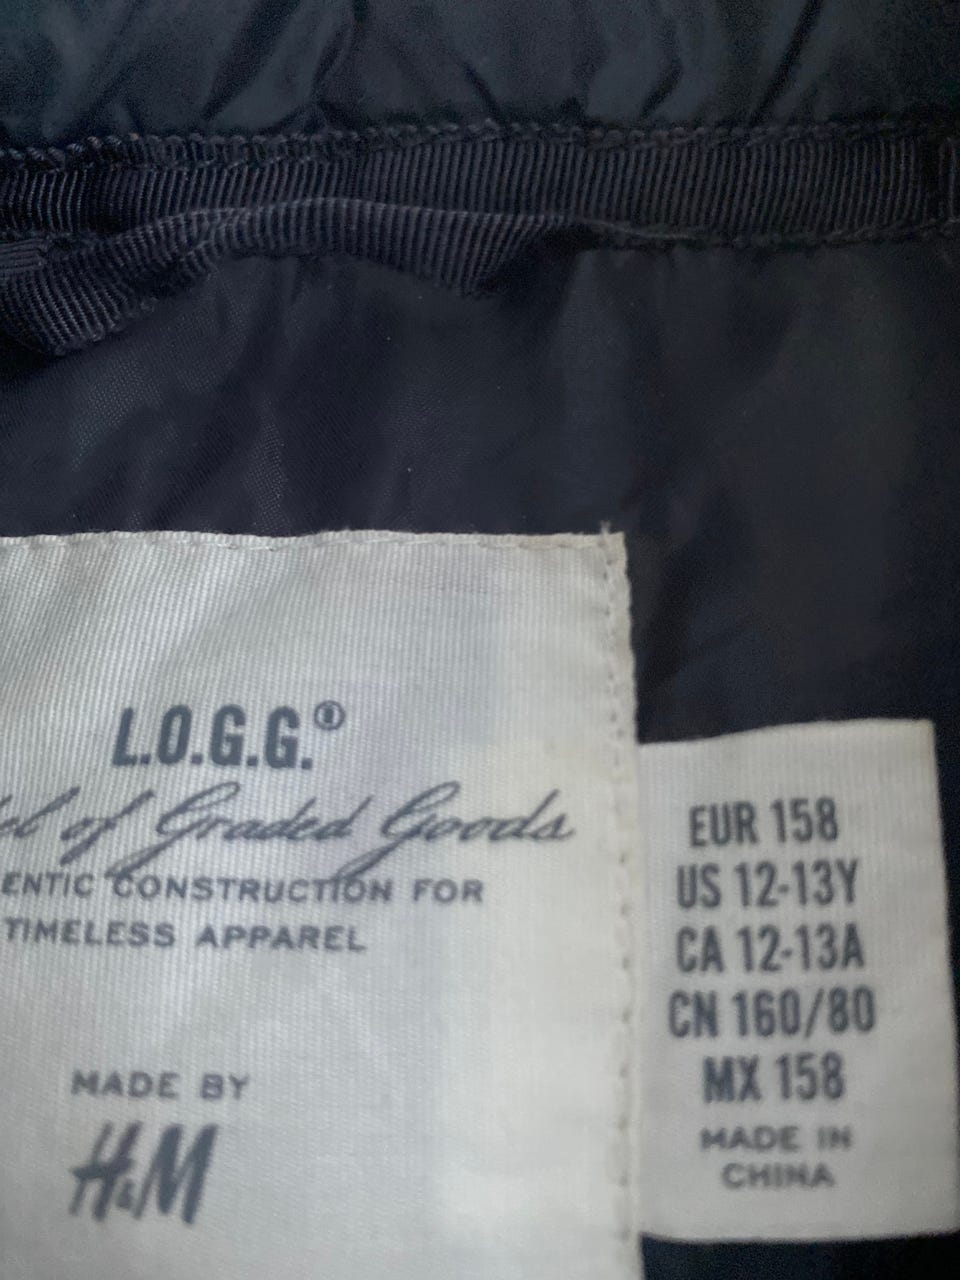 L.O.G.G.®
of Graded Goods
CONSTRUCTION FOR
TIMELESS APPAREL
MADE BY
H&M
EUR 158
US 12-13Y
CA 12-13A
CN 160/80
MX 158
MADE IN
CHINA